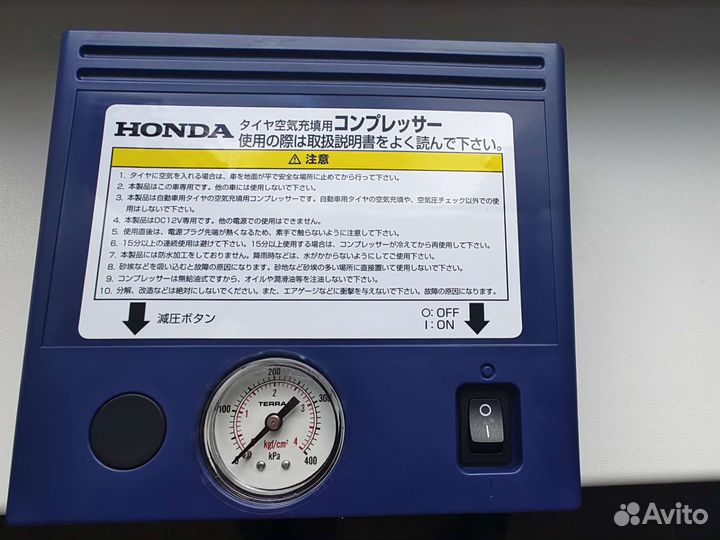 HONDA タイヤ空気充填用コンプレッサー
使用の際は取扱説明書をよく読んで下さい。
⚠ 注意
1. タイヤに空気を入れる場合は、車を地面が平で安全な場所に止めてから行って下さい。
2. 本製品はこの車専用です。他の車には使用しないで下さい。
3. 本製品は自動車用タイヤの空気充填用コンプレッサーです。自動車用タイヤの空気充填や、空気圧チェック以外での使
用はしないで下さい。
4. 本製品はDC12V専用です。他の電源での使用はできません。
5. 使用直後は、電源プラグ先端が熱くなるため、素手で触らないように注意して下さい。
6. 15分以上の連続使用は避けて下さい。15分以上使用する場合は、コンプレッサーが冷えてから再使用して下さい。
7. 本製品には防水加工をしておりません。降雨時などは、水がかからないようにしてご使用下さい。
8. 砂埃などを吸い込むと故障の原因になります。砂地など砂埃の多い場所に直接置いて使用しないで下さい。
9. コンプレッサーは無給油式ですから、オイルや潤滑油等を注油しないで下さい。
10. 分解、改造などは絶対にしないでください。また、エアゲージなどに衝撃を与えないで下さい。故障の原因になります。
減圧ボタン
O: OFF
I: ON
200
100 2 300
1 TERRA 3
kgf/cm² 4
0 0 kPa 400
O
I
Avito